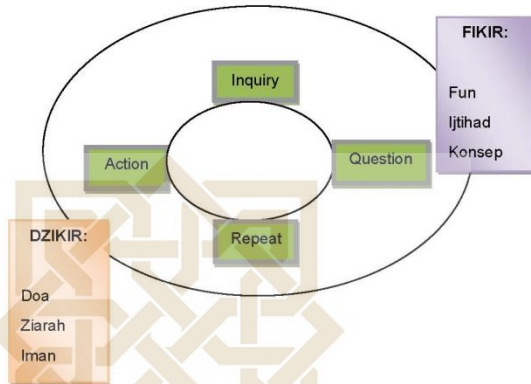 FIKIR:
Fun
Ijtihad
Konsep
Inquiry
Action
Question
Repeat
DZIKIR:
Doa
Ziarah
Iman